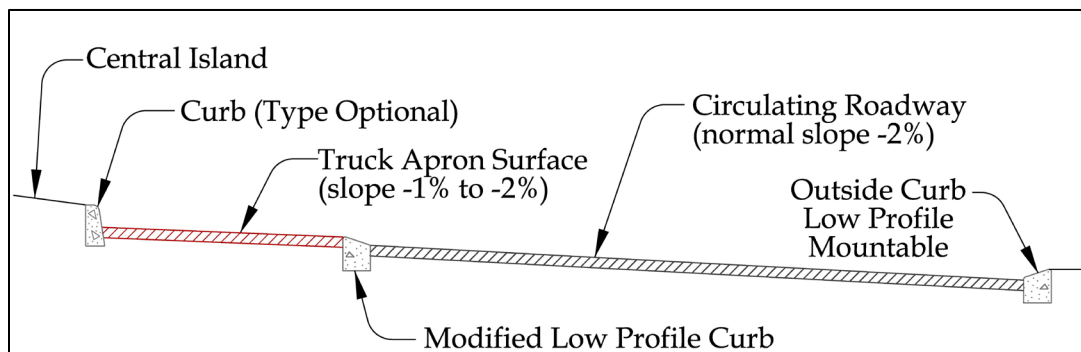 Central Island
Curb (Type Optional)
Truck Apron Surface
(slope -1% to -2%)
Circulating Roadway
(normal slope -2%)
Outside Curb
Low Profile
Mountable
Modified Low Profile Curb